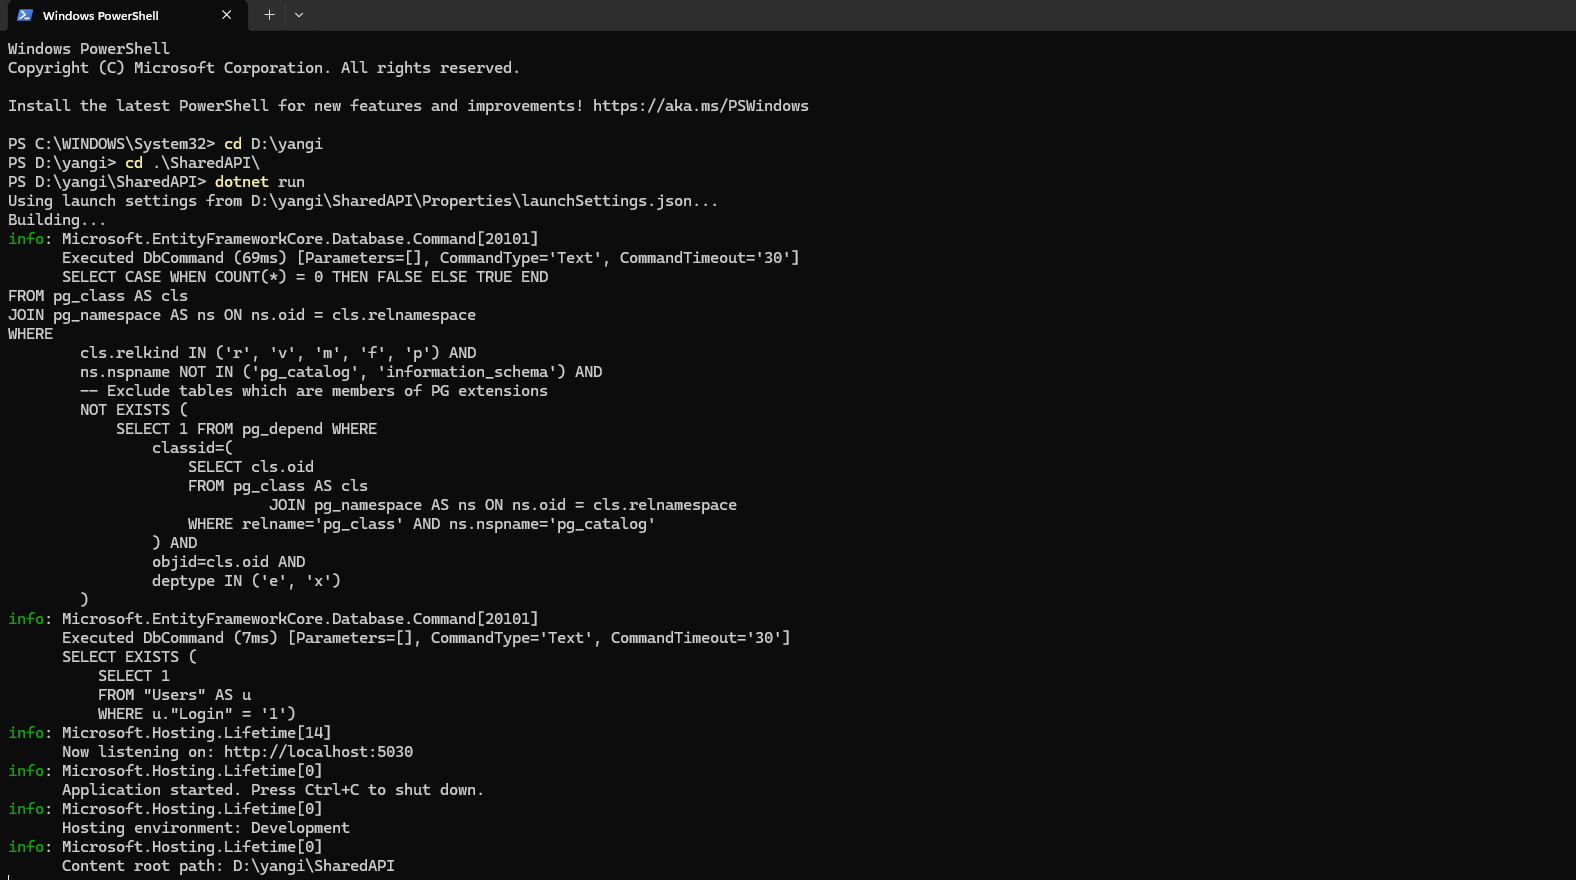 Windows PowerShell
Windows PowerShell
Copyright (C) Microsoft Corporation. All rights reserved.
Install the latest PowerShell for new features and improvements! https://aka.ms/PSWindows
PS C:\WINDOWS\System32> cd D:\yangi
PS D:\yangi> cd .\SharedAPI\
PS D:\yangi\SharedAPI> dotnet run
Using launch settings from D:\yangi\SharedAPI\Properties\launchSettings.json...
Building...
info: Microsoft.EntityFrameworkCore.Database.Command[20101]
      Executed DbCommand (69ms) [Parameters=[], CommandType='Text', CommandTimeout='30']
      SELECT CASE WHEN COUNT(*) = 0 THEN FALSE ELSE TRUE END
FROM pg_class AS cls
JOIN pg_namespace AS ns ON ns.oid = cls.relnamespace
WHERE
        cls.relkind IN ('r', 'v', 'm', 'f', 'p') AND
        ns.nspname NOT IN ('pg_catalog', 'information_schema') AND
        -- Exclude tables which are members of PG extensions
        NOT EXISTS (
            SELECT 1 FROM pg_depend WHERE
                classid=(
                    SELECT cls.oid
                    FROM pg_class AS cls
                             JOIN pg_namespace AS ns ON ns.oid = cls.relnamespace
                    WHERE relname='pg_class' AND ns.nspname='pg_catalog'
                ) AND
                objid=cls.oid AND
                deptype IN ('e', 'x')
        )
info: Microsoft.EntityFrameworkCore.Database.Command[20101]
      Executed DbCommand (7ms) [Parameters=[], CommandType='Text', CommandTimeout='30']
      SELECT EXISTS (
          SELECT 1
          FROM "Users" AS u
          WHERE u."Login" = '1')
info: Microsoft.Hosting.Lifetime[14]
      Now listening on: http://localhost:5030
info: Microsoft.Hosting.Lifetime[0]
      Application started. Press Ctrl+C to shut down.
info: Microsoft.Hosting.Lifetime[0]
      Hosting environment: Development
info: Microsoft.Hosting.Lifetime[0]
      Content root path: D:\yangi\SharedAPI